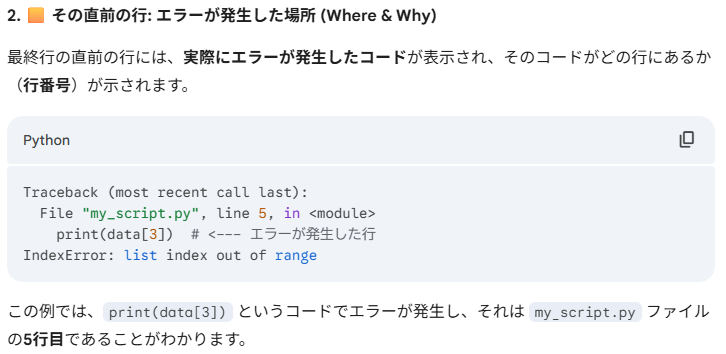 2. 🟧 その直前の行: エラーが発生した場所 (Where & Why)
最終行の直前の行には、実際にエラーが発生したコードが表示され、そのコードがどの行にあるか
（行番号）が示されます。
Python
Traceback (most recent call last):
  File "my_script.py", line 5, in <module>
    print(data[3])  # <--- エラーが発生した行
IndexError: list index out of range
この例では、print(data[3]) というコードでエラーが発生し、それは my_script.py ファイル
の5行目であることがわかります。